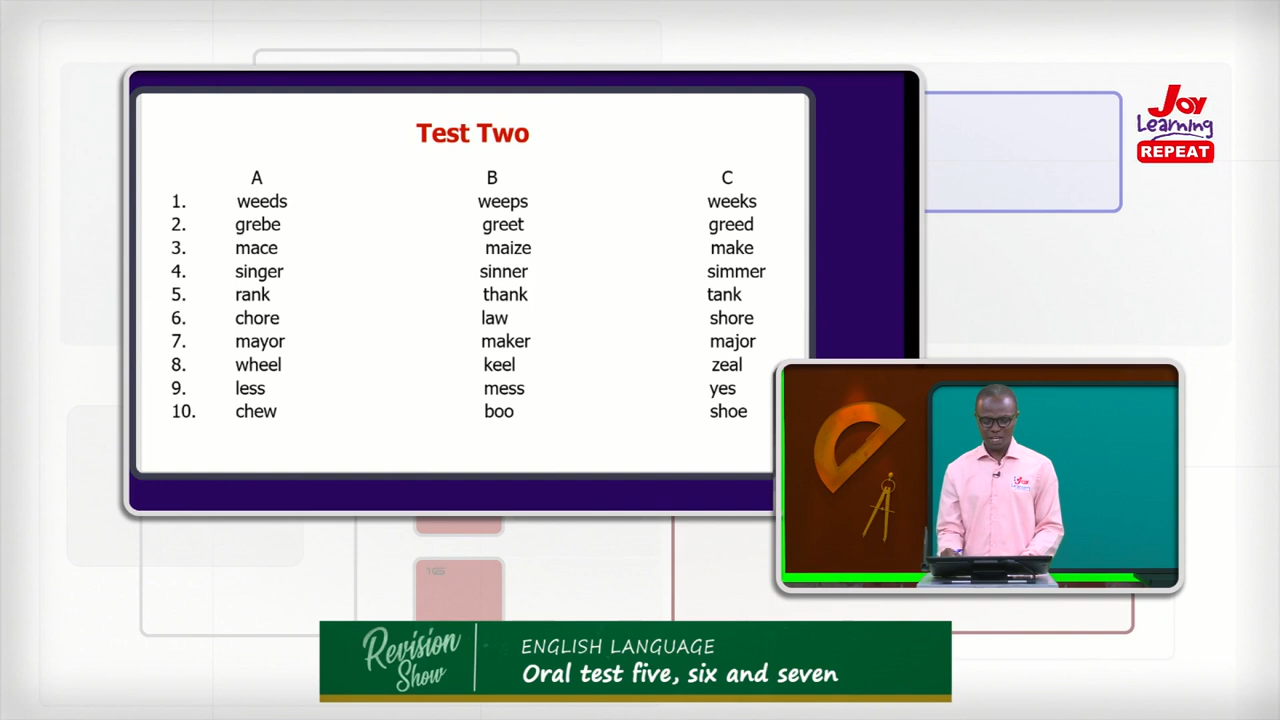 Test Two
A B C
1. weeds weeps weeks
2. grebe greet greed
3. mace maize make
4. singer sinner simmer
5. rank thank tank
6. chore law shore
7. mayor maker major
8. wheel keel zeal
9. less mess yes
10. chew boo shoe
Joy
Learning
REPEAT
Joy
Learning
Revision
Show
ENGLISH LANGUAGE
Oral test five, six and seven